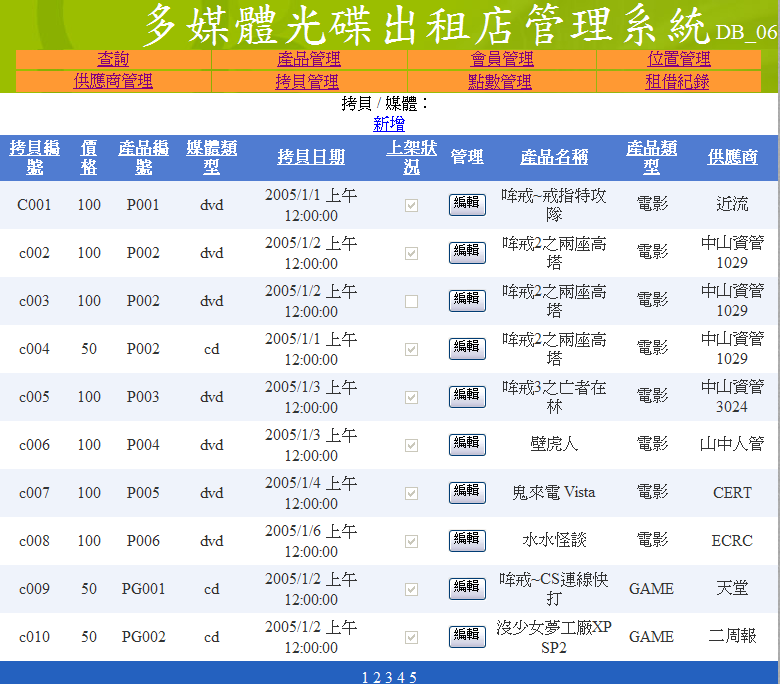 多媒體光碟出租店管理系統 DB_06
查詢 產品管理 會員管理 位置管理
供應商管理 拷貝管理 點數管理 租借紀錄
拷貝 / 媒體：
新增
拷貝編 價 產品編 媒體類 拷貝日期 上架狀 管理 產品名稱 產品類 供應商
號 格 號 型 況 型
C001 100 P001 dvd 2005/1/1 上午 編輯 哞戒~戒指特攻 電影 近流
12:00:00 隊
c002 100 P002 dvd 2005/1/2 上午 編輯 哞戒2之兩座高 電影 中山資管
12:00:00 塔 1029
c003 100 P002 dvd 2005/1/2 上午 編輯 哞戒2之兩座高 電影 中山資管
12:00:00 塔 1029
c004 50 P002 cd 2005/1/1 上午 編輯 哞戒2之兩座高 電影 中山資管
12:00:00 塔 1029
c005 100 P003 dvd 2005/1/3 上午 編輯 哞戒3之亡者在 電影 中山資管
12:00:00 林 3024
c006 100 P004 dvd 2005/1/3 上午 編輯 壁虎人 電影 山中人管
12:00:00
c007 100 P005 dvd 2005/1/4 上午 編輯 鬼來電 Vista 電影 CERT
12:00:00
c008 100 P006 dvd 2005/1/6 上午 編輯 水水怪談 電影 ECRC
12:00:00
c009 50 PG001 cd 2005/1/2 上午 編輯 哞戒~CS連線快 GAME 天堂
12:00:00 打
c010 50 PG002 cd 2005/1/2 上午 編輯 沒少女夢工廠XP GAME 二周報
12:00:00 SP2
1 2 3 4 5